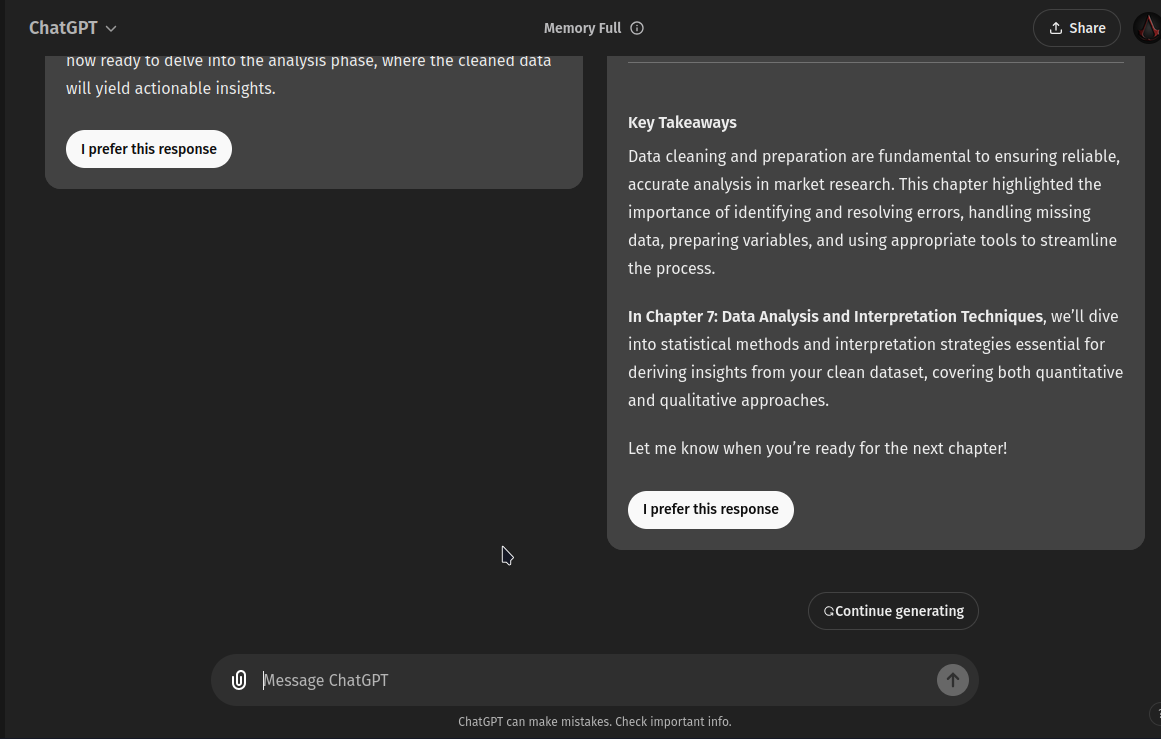 ChatGPT
Memory Full
Share
now ready to delve into the analysis phase, where the cleaned data
will yield actionable insights.
I prefer this response
Key Takeaways
Data cleaning and preparation are fundamental to ensuring reliable,
accurate analysis in market research. This chapter highlighted the
importance of identifying and resolving errors, handling missing
data, preparing variables, and using appropriate tools to streamline
the process.
In Chapter 7: Data Analysis and Interpretation Techniques, we’ll dive
into statistical methods and interpretation strategies essential for
deriving insights from your clean dataset, covering both quantitative
and qualitative approaches.
Let me know when you’re ready for the next chapter!
I prefer this response
Continue generating
Message ChatGPT
ChatGPT can make mistakes. Check important info.
?